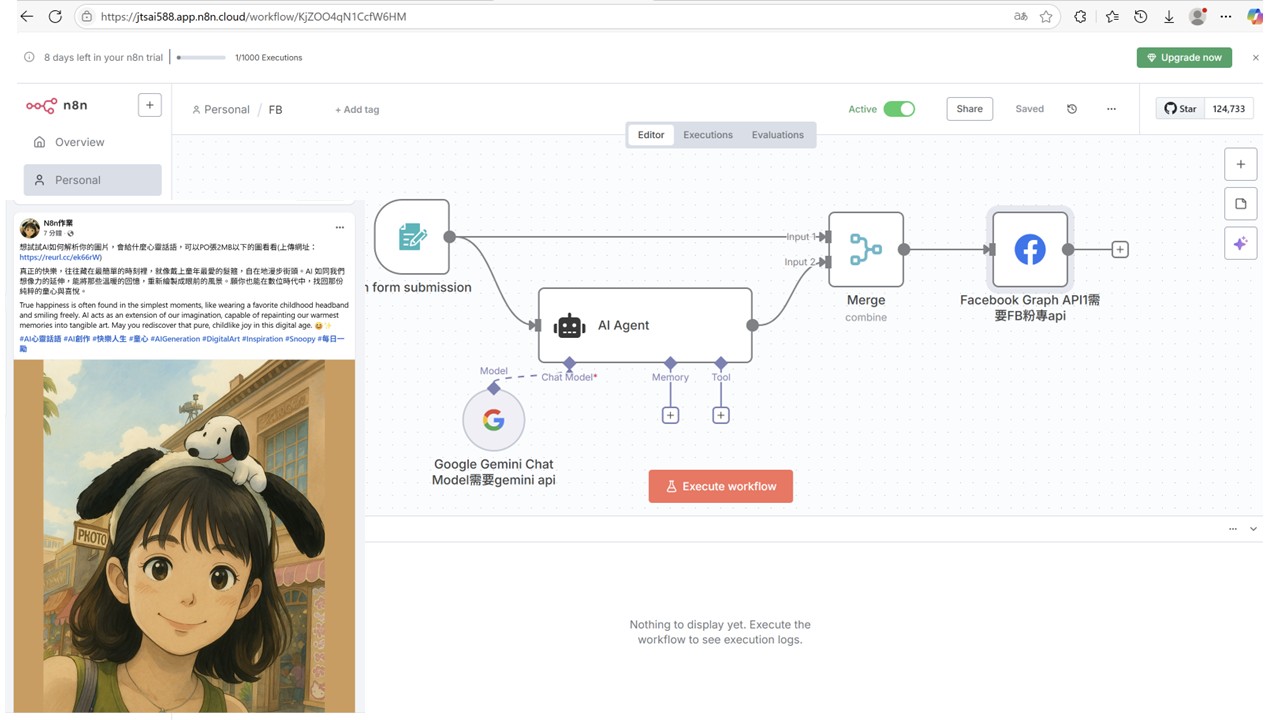 https://jtsai588.app.n8n.cloud/workflow/KjZOO4qN1CcfW6HM
8 days left in your n8n trial
1/1000 Executions
Upgrade now
n8n
Personal / FB
+ Add tag
Active
Share
Saved
Star 124,733
Editor Executions Evaluations
Overview
Personal
N8n作業
7 分鐘
想試試AI如何解析你的圖片，會給什麼心靈話語，可以PO張2MB以下的圖看看(上傳網址：
https://reurl.cc/ek66rW)
真正的快樂，往往藏在最簡單的時刻裡，就像戴上童年最愛的髮箍，自在地漫步街頭。AI 如同我們
想像力的延伸，能將那些溫暖的回憶，重新繪製成眼前的風景。願你也能在數位時代中，找回那份
純粹的童心與喜悅。
True happiness is often found in the simplest moments, like wearing a favorite childhood headband
and smiling freely. AI acts as an extension of our imagination, capable of repainting our warmest
memories into tangible art. May you rediscover that pure, childlike joy in this digital age. 😊✨
#AI心靈話語 #AI創作 #快樂人生 #童心 #AIGeneration #DigitalArt #Inspiration #Snoopy #每日一
勵
PHOTO
n form submission
Input 1
Input 2
AI Agent
Model
Chat Model*
Memory
Tool
Google Gemini Chat
Model需要gemini api
Merge
combine
Facebook Graph API1需
要FB粉專api
Execute workflow
Nothing to display yet. Execute the
workflow to see execution logs.